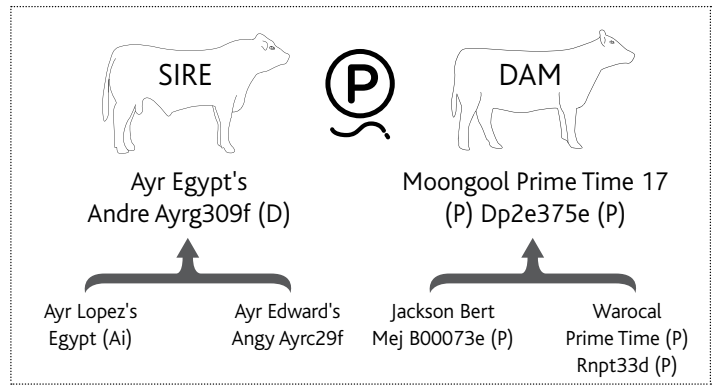 SIRE
P
DAM
Ayr Egypt's
Andre Ayrg309f (D)
Moongool Prime Time 17
(P) Dp2e375e (P)
Ayr Lopez's
Egypt (Ai)
Ayr Edward's
Angy Ayrc29f
Jackson Bert
Mej B00073e (P)
Warocal
Prime Time (P)
Rnpt33d (P)